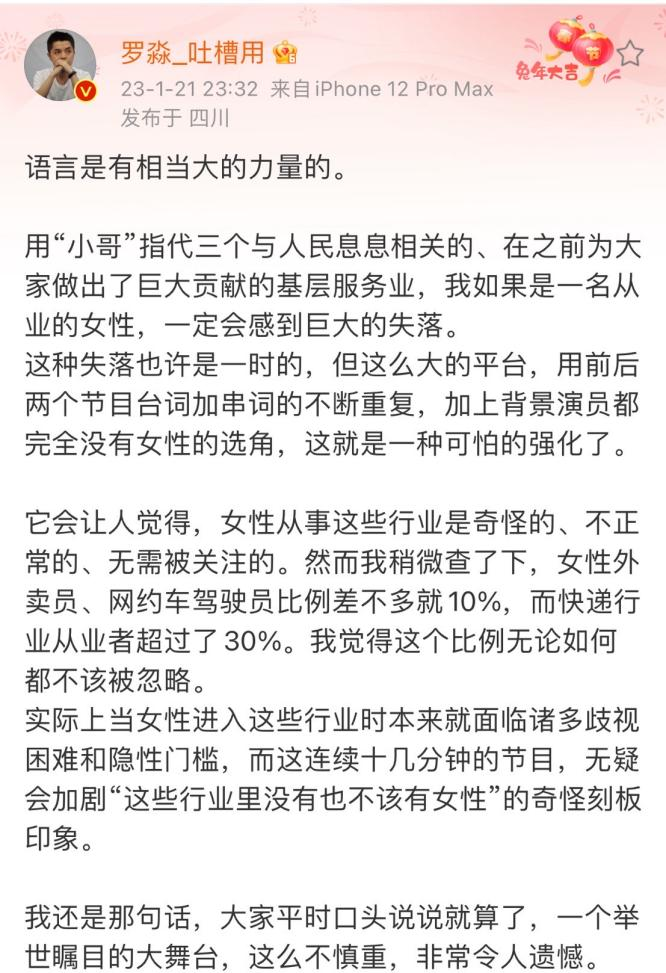 罗淼_吐槽用
23-1-21 23:32 来自 iPhone 12 Pro Max
发布于 四川
节
兔年大吉
语言是有相当大的力量的。
用“小哥”指代三个与人民息息相关的、在之前为大
家做出了巨大贡献的基层服务业，我如果是一名从
业的女性，一定会感到巨大的失落。
这种失落也许是一时的，但这么大的平台，用前后
两个节目台词加串词的不断重复，加上背景演员都
完全没有女性的选角，这就是一种可怕的强化了。
它会让人觉得，女性从事这些行业是奇怪的、不正
常的、无需被关注的。然而我稍微查了下，女性外
卖员、网约车驾驶员比例差不多就10%，而快递行
业从业者超过了30%。我觉得这个比例无论如何
都不该被忽略。
实际上当女性进入这些行业时本来就面临诸多歧视
困难和隐性门槛，而这连续十几分钟的节目，无疑
会加剧“这些行业里没有也不该有女性”的奇怪刻板
印象。
我还是那句话，大家平时口头说说就算了，一个举
世瞩目的大舞台，这么不慎重，非常令人遗憾。